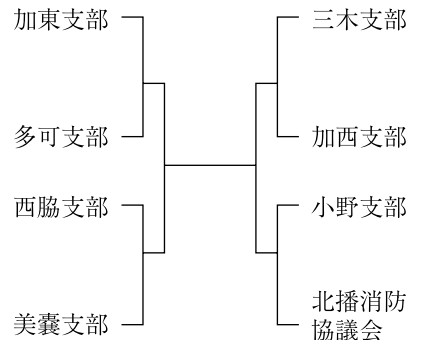 加東支部
多可支部
西脇支部
美嚢支部
三木支部
加西支部
小野支部
北播消防
協議会